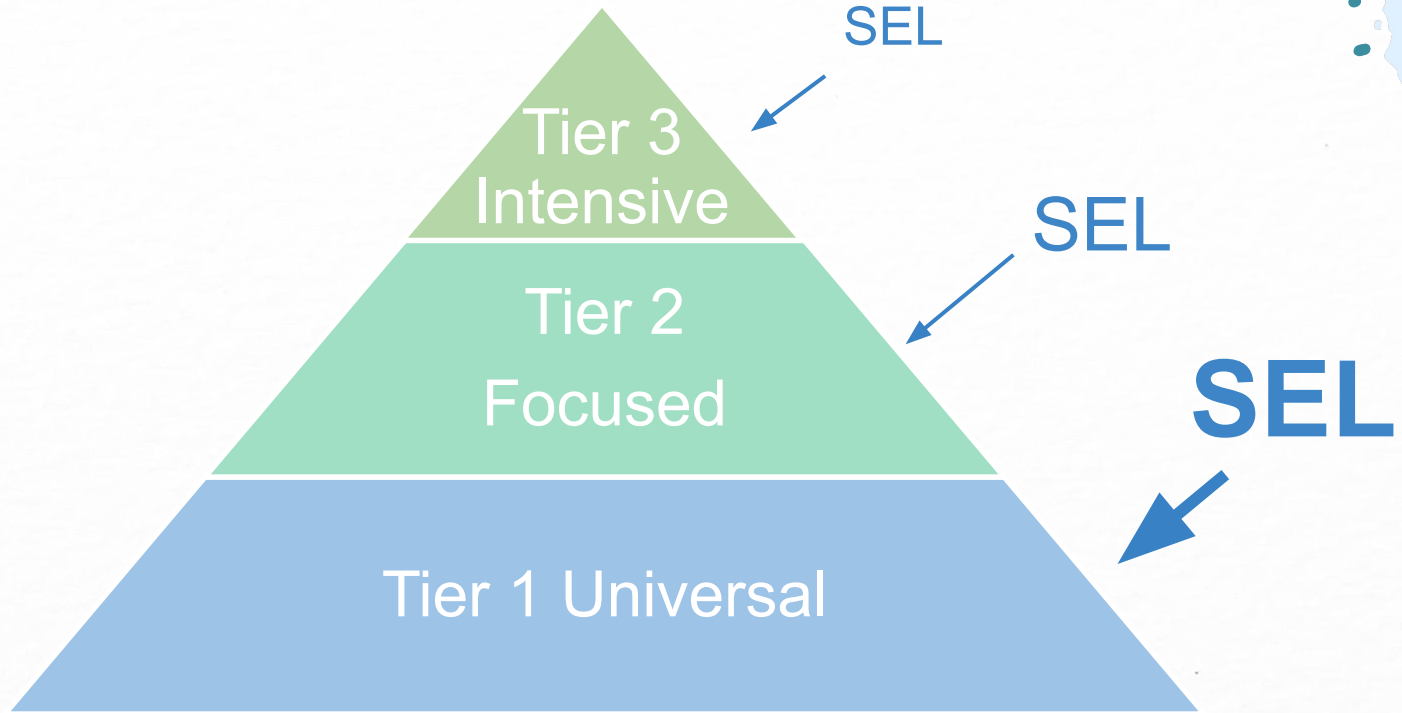 SEL
Tier 3
Intensive
SEL
Tier 2
Focused
SEL
Tier 1 Universal